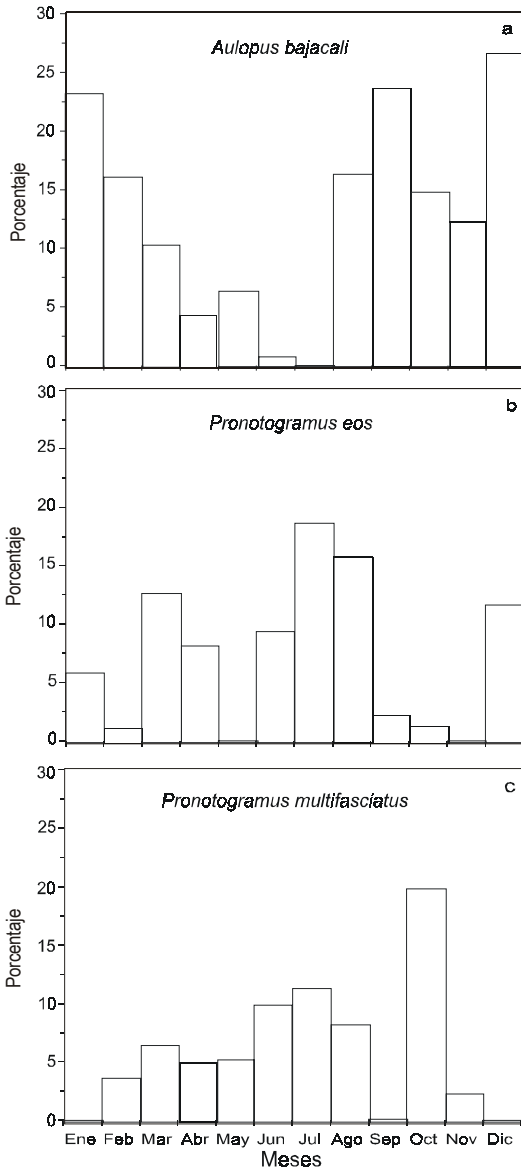 a
Aulopus bajacali
30
25
20
15
10
5
0
Porcentaje
b
Pronotogramus eos
30
25
20
15
10
5
0
Porcentaje
c
Pronotogramus multifasciatus
30
25
20
15
10
5
0
Porcentaje
Ene Feb Mar Abr May Jun Jul Ago Sep Oct Nov Dic
Meses